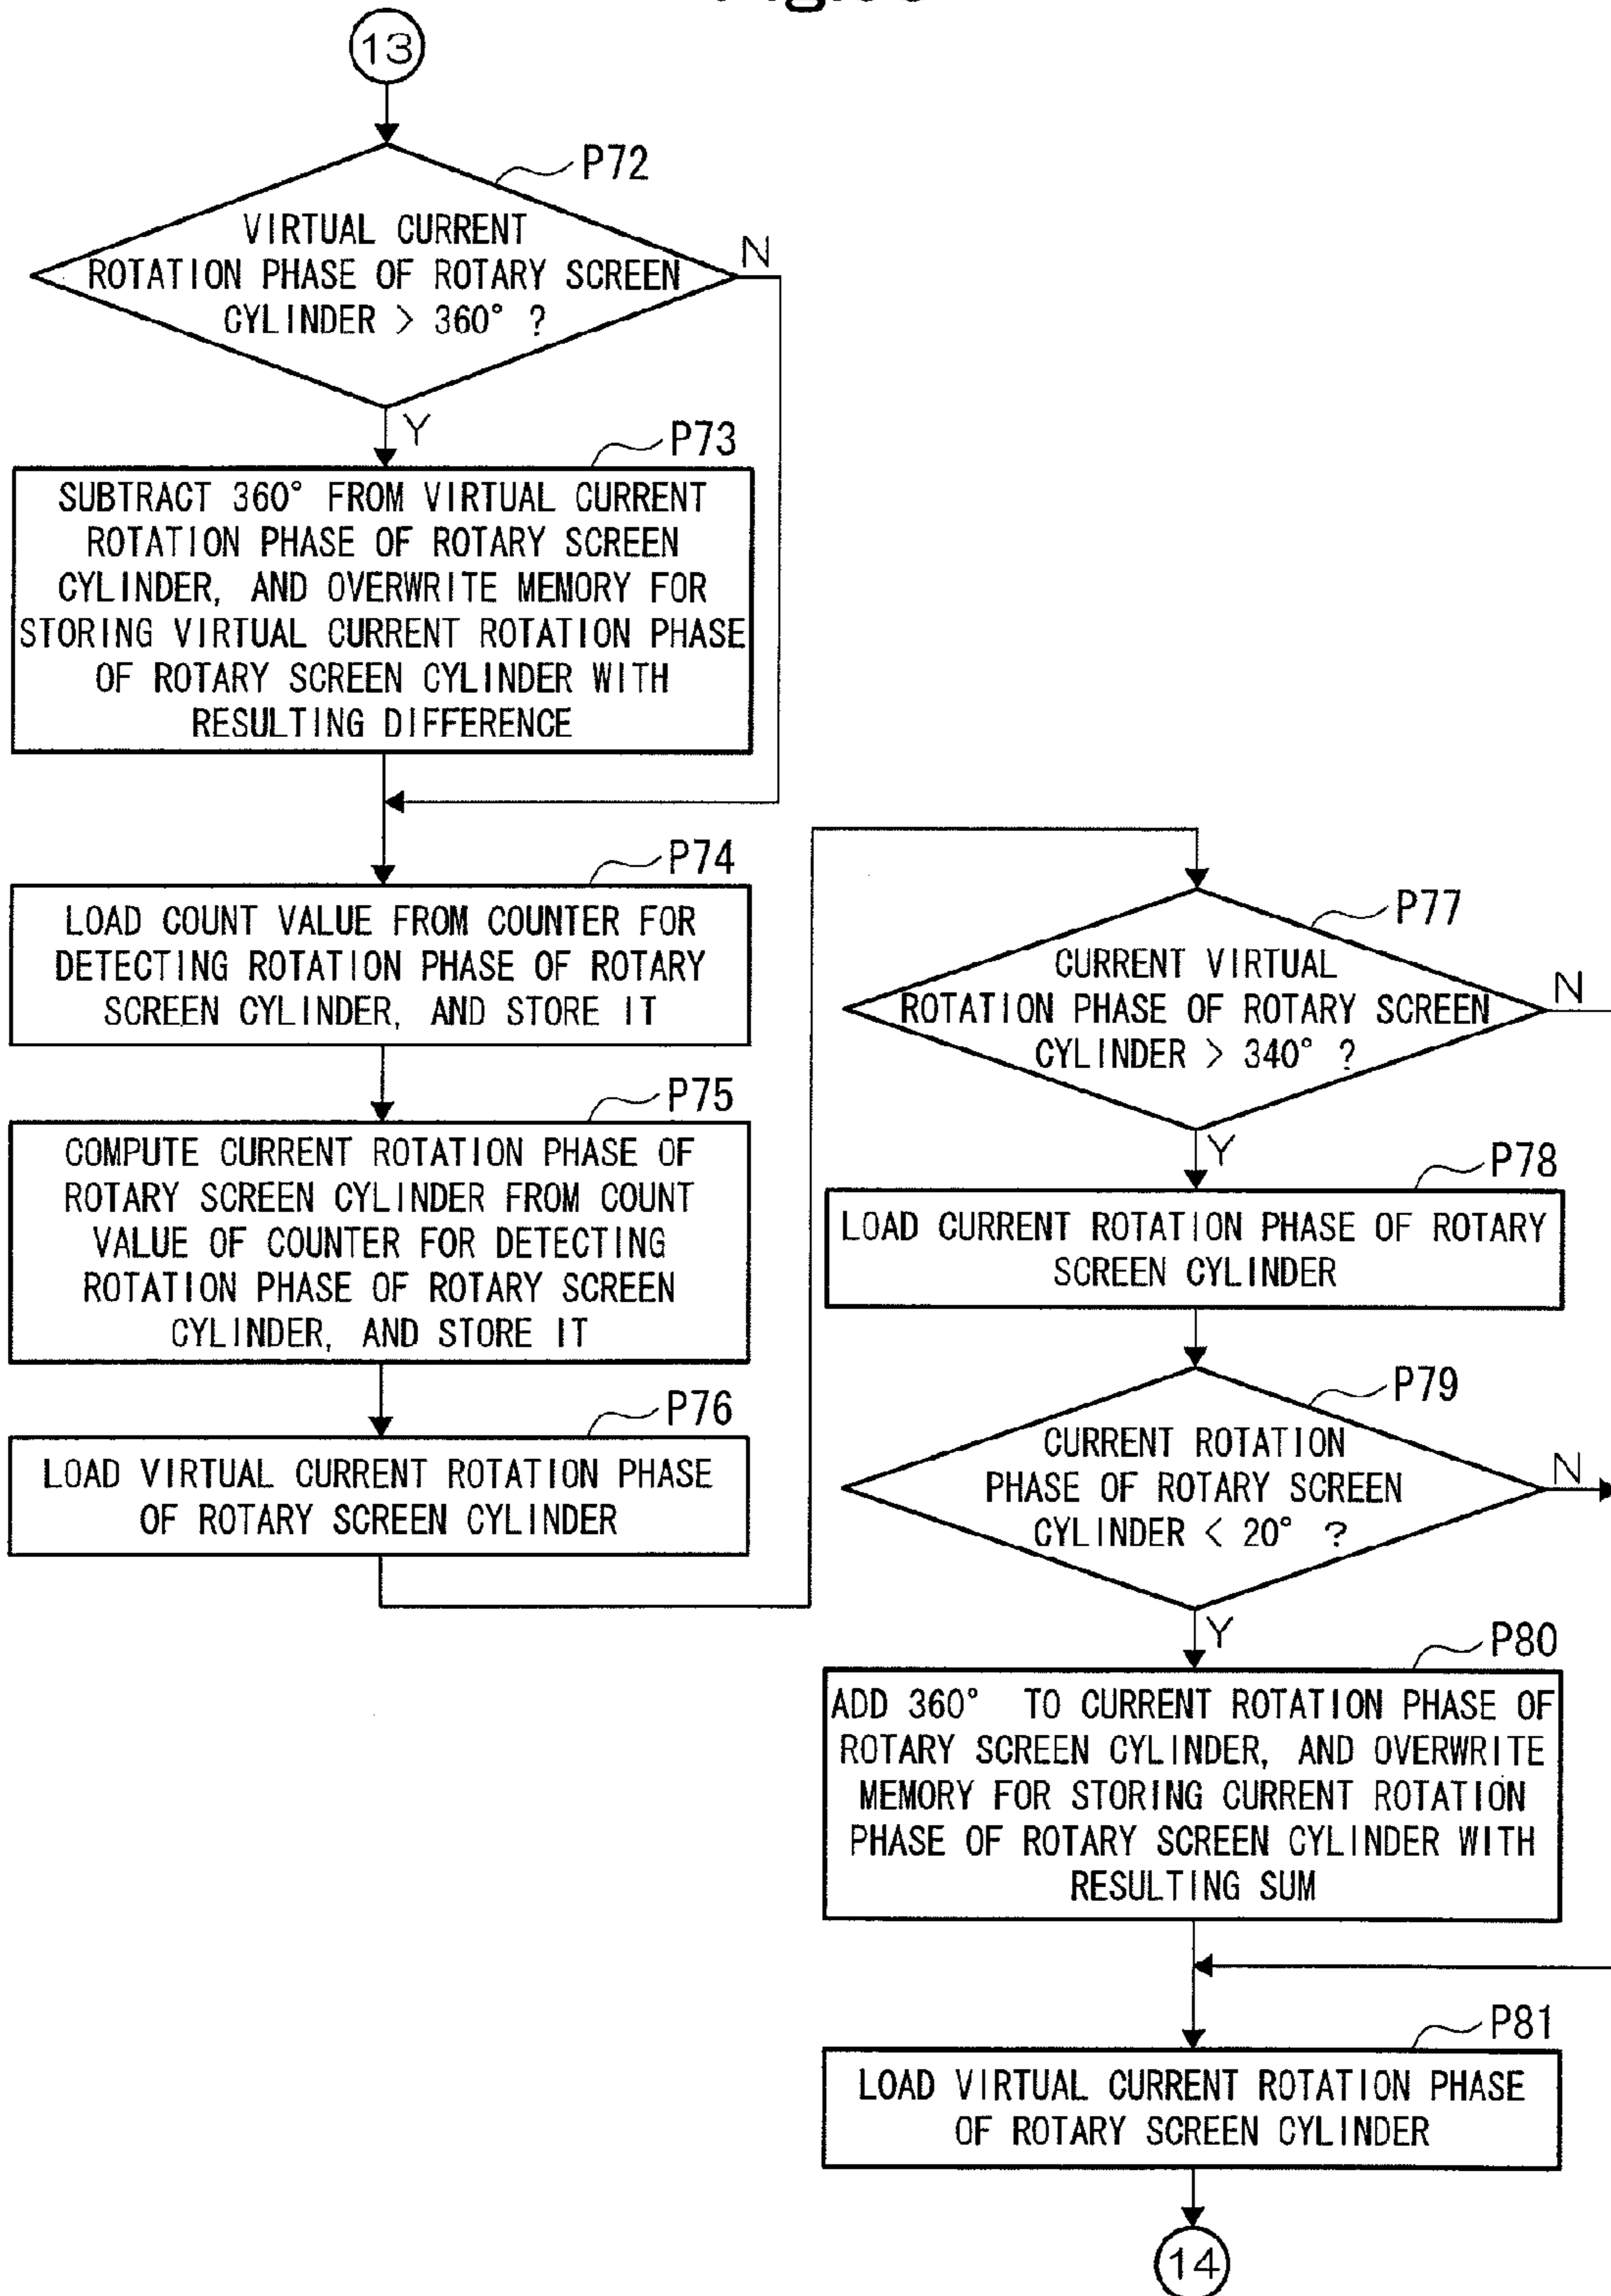 13
P72
VIRTUAL CURRENT
ROTATION PHASE OF ROTARY SCREEN
CYLINDER > 360° ?
N
Y
P73
SUBTRACT 360° FROM VIRTUAL CURRENT
ROTATION PHASE OF ROTARY SCREEN
CYLINDER, AND OVERWRITE MEMORY FOR
STORING VIRTUAL CURRENT ROTATION PHASE
OF ROTARY SCREEN CYLINDER WITH
RESULTING DIFFERENCE
P74
LOAD COUNT VALUE FROM COUNTER FOR
DETECTING ROTATION PHASE OF ROTARY
SCREEN CYLINDER, AND STORE IT
P75
COMPUTE CURRENT ROTATION PHASE OF
ROTARY SCREEN CYLINDER FROM COUNT
VALUE OF COUNTER FOR DETECTING
ROTATION PHASE OF ROTARY SCREEN
CYLINDER, AND STORE IT
P76
LOAD VIRTUAL CURRENT ROTATION PHASE
OF ROTARY SCREEN CYLINDER
P77
CURRENT VIRTUAL
ROTATION PHASE OF ROTARY SCREEN
CYLINDER > 340° ?
N
Y
P78
LOAD CURRENT ROTATION PHASE OF ROTARY
SCREEN CYLINDER
P79
CURRENT ROTATION
PHASE OF ROTARY SCREEN
CYLINDER < 20° ?
N
Y
P80
ADD 360° TO CURRENT ROTATION PHASE OF
ROTARY SCREEN CYLINDER, AND OVERWRITE
MEMORY FOR STORING CURRENT ROTATION
PHASE OF ROTARY SCREEN CYLINDER WITH
RESULTING SUM
P81
LOAD VIRTUAL CURRENT ROTATION PHASE
OF ROTARY SCREEN CYLINDER
14